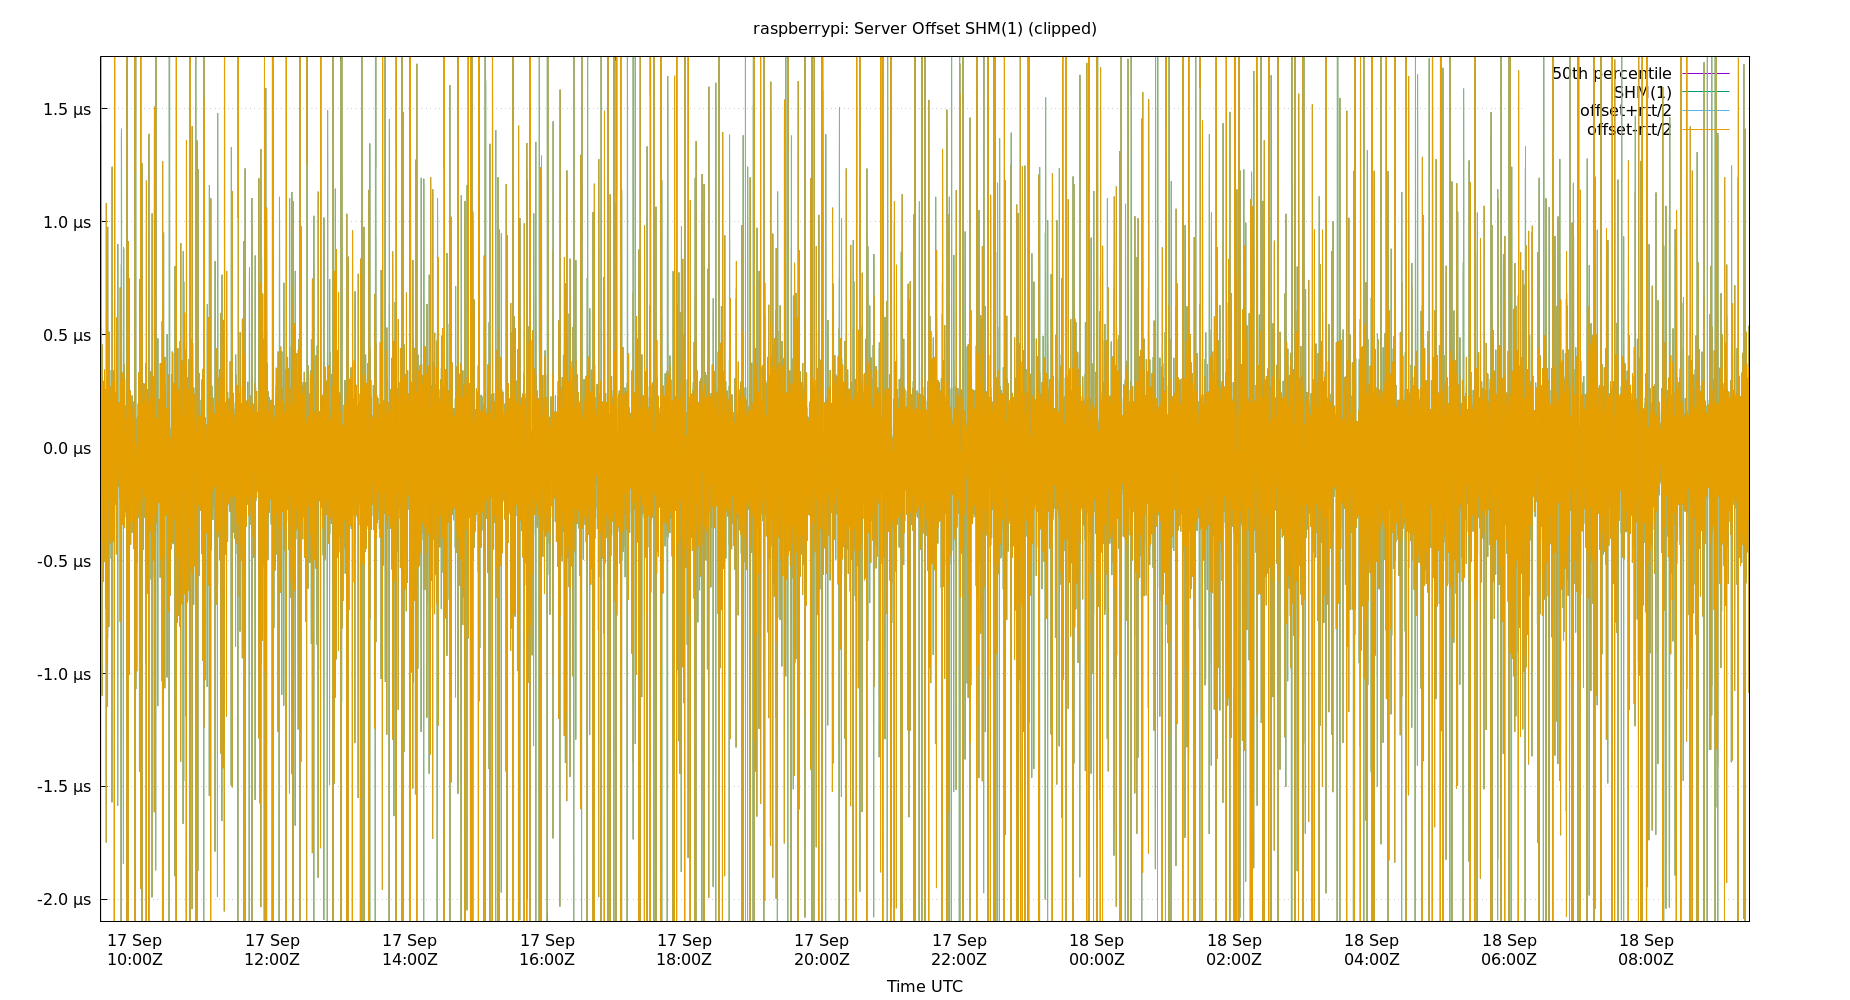 raspberrypi: Server Offset SHM(1) (clipped)
50th percentile
SHM(1)
offset+rtt/2
offset-rtt/2
1.5 µs
1.0 µs
0.5 µs
0.0 µs
-0.5 µs
-1.0 µs
-1.5 µs
-2.0 µs
17 Sep 17 Sep 17 Sep 17 Sep 17 Sep 17 Sep 17 Sep 18 Sep 18 Sep 18 Sep 18 Sep 18 Sep
10:00Z 12:00Z 14:00Z 16:00Z 18:00Z 20:00Z 22:00Z 00:00Z 02:00Z 04:00Z 06:00Z 08:00Z
Time UTC